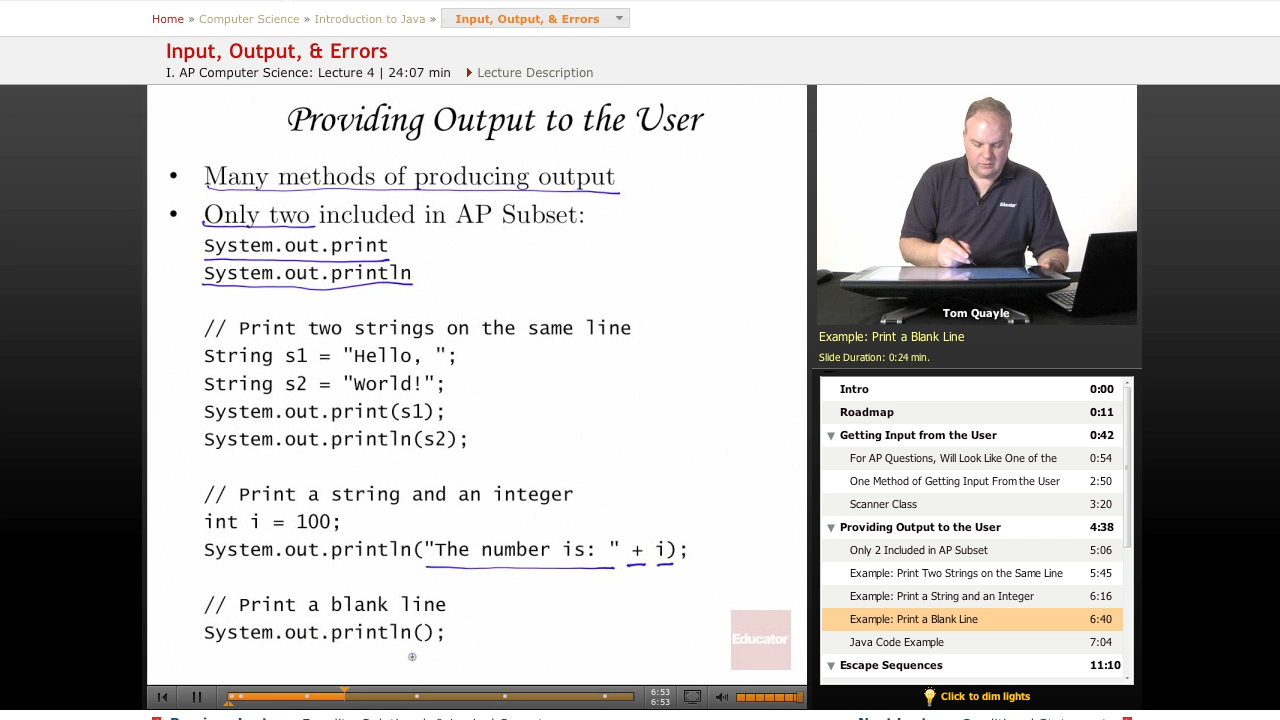 Home » Computer Science » Introduction to Java » Input, Output, & Errors
Input, Output, & Errors
I. AP Computer Science: Lecture 4 | 24:07 min Lecture Description
Providing Output to the User
• Many methods of producing output
• Only two included in AP Subset:
System.out.print
System.out.println
// Print two strings on the same line
String s1 = "Hello, ";
String s2 = "World!";
System.out.print(s1);
System.out.println(s2);
// Print a string and an integer
int i = 100;
System.out.println("The number is: " + i);
// Print a blank line
System.out.println();
Educator
6:53
6:53
Tom Quayle
Example: Print a Blank Line
Slide Duration: 0:24 min.
Intro 0:00
Roadmap 0:11
Getting Input from the User 0:42
For AP Questions, Will Look Like One of the 0:54
One Method of Getting Input From the User 2:50
Scanner Class 3:20
Providing Output to the User 4:38
Only 2 Included in AP Subset 5:06
Example: Print Two Strings on the Same Line 5:45
Example: Print a String and an Integer 6:16
Example: Print a Blank Line 6:40
Java Code Example 7:04
Escape Sequences 11:10
Click to dim lights